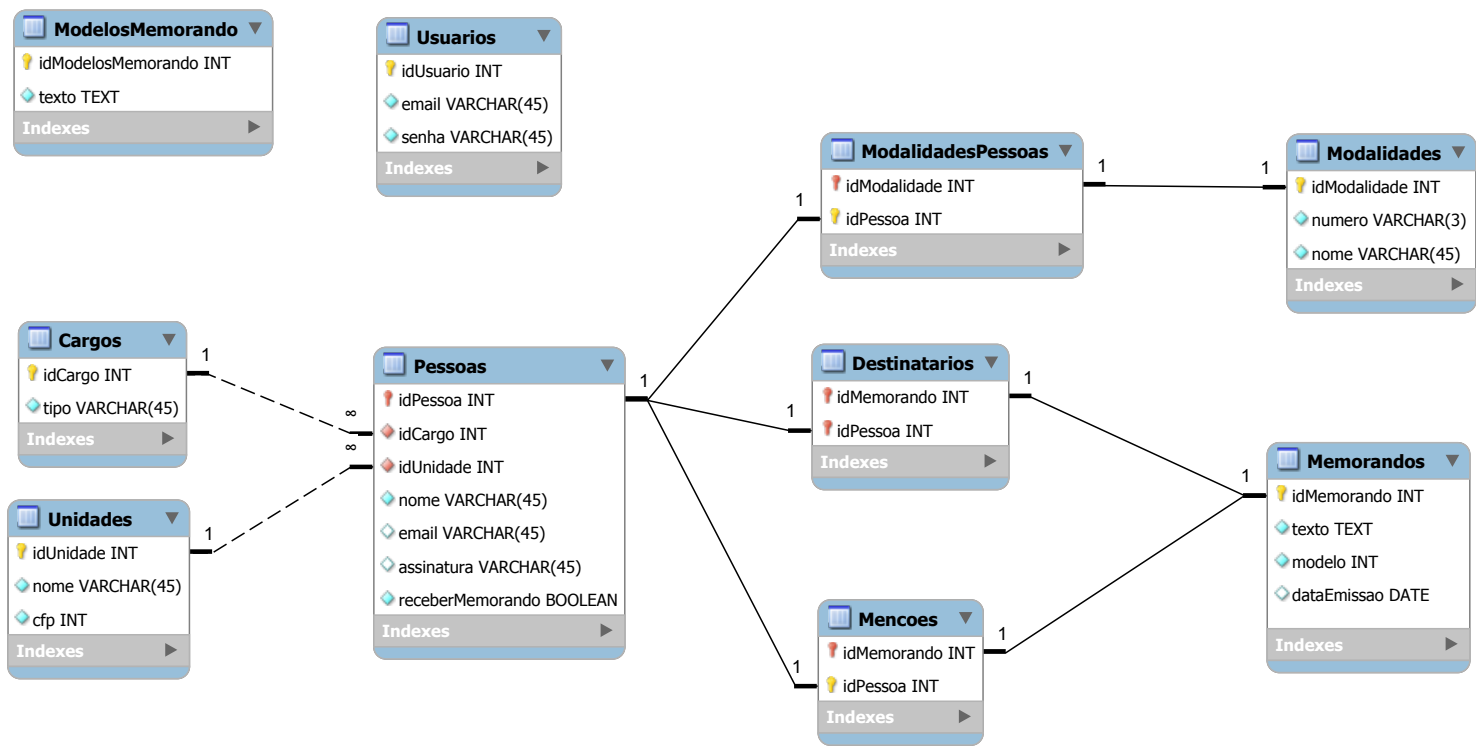 ModelosMemorando
idModelosMemorando INT
texto TEXT
Indexes
Usuarios
idUsuario INT
email VARCHAR(45)
senha VARCHAR(45)
Indexes
ModalidadesPessoas
idModalidade INT
idPessoa INT
Indexes
1
1
1
Modalidades
idModalidade INT
numero VARCHAR(3)
nome VARCHAR(45)
Indexes
Cargos
idCargo INT
tipo VARCHAR(45)
Indexes
1
∞
∞
Unidades
idUnidade INT
nome VARCHAR(45)
cfp INT
Indexes
1
Pessoas
idPessoa INT
idCargo INT
idUnidade INT
nome VARCHAR(45)
email VARCHAR(45)
assinatura VARCHAR(45)
receberMemorando BOOLEAN
Indexes
1
1
Destinatarios
idMemorando INT
idPessoa INT
Indexes
1
1
Mencoes
idMemorando INT
idPessoa INT
Indexes
1
1
Memorandos
idMemorando INT
texto TEXT
modelo INT
dataEmissao DATE
Indexes